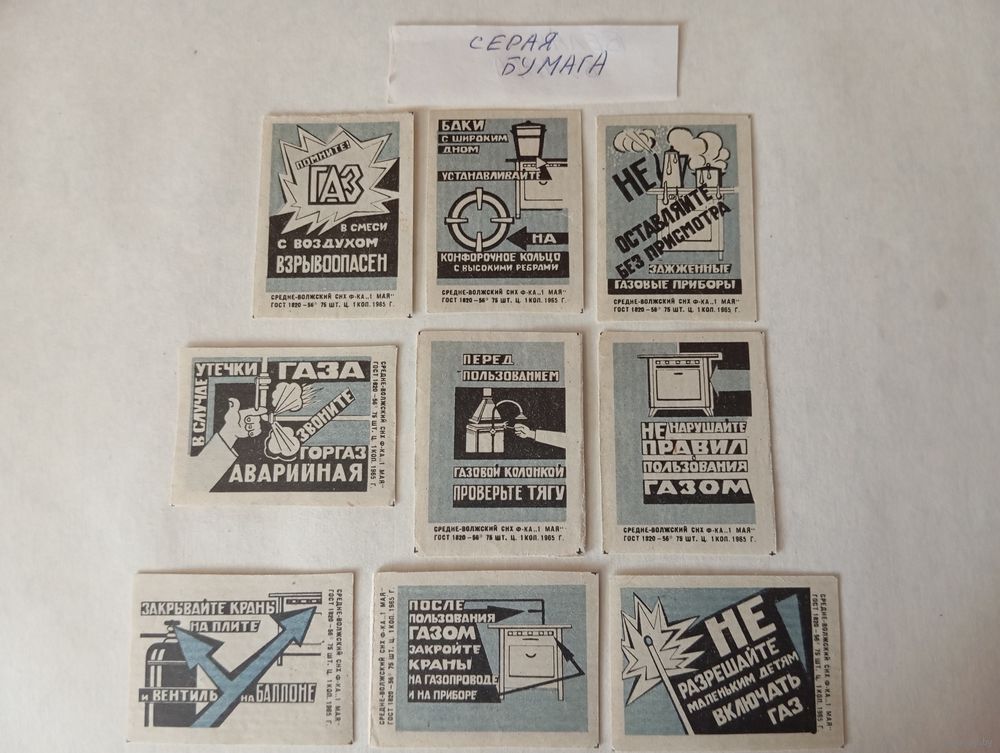 СЕРАЯ
БУМАГА
ПОМНИТЕ!
ГАЗ
В СМЕСИ
С ВОЗДУХОМ
ВЗРЫВООПАСЕН
СРЕДНЕ-ВОЛЖСКИЙ СНХ Ф-КА „1 МАЯ"
ГОСТ 1820-56° 75 ШТ. Ц. 1 КОП. 1965 Г.
БАКИ
С ШИРОКИМ
ДНОМ
УСТАНАВЛИВАЙТЕ
НА
КОНФОРОЧНОЕ КОЛЬЦО
С ВЫСОКИМИ РЕБРАМИ
СРЕДНЕ-ВОЛЖСКИЙ СНХ Ф-КА „1 МАЯ"
ГОСТ 1820-56° 75 ШТ. Ц. 1 КОП. 1965 Г.
НЕ
ОСТАВЛЯЙТЕ
БЕЗ ПРИСМОТРА
ЗАЖЖЕННЫЕ
ГАЗОВЫЕ ПРИБОРЫ
СРЕДНЕ-ВОЛЖСКИЙ СНХ Ф-КА „1 МАЯ"
ГОСТ 1820-56° 75 ШТ. Ц. 1 КОП. 1965 Г.
В СЛУЧАЕ
УТЕЧКИ ГАЗА
ЗВОНИТЕ
ГОРГАЗ
АВАРИЙНАЯ
СРЕДНЕ-ВОЛЖСКИЙ СНХ Ф-КА „1 МАЯ"
ГОСТ 1820-56° 75 ШТ. Ц. 1 КОП. 1965 Г.
ПЕРЕД
ПОЛЬЗОВАНИЕМ
ГАЗОВОЙ КОЛОНКОЙ
ПРОВЕРЬТЕ ТЯГУ
СРЕДНЕ-ВОЛЖСКИЙ СНХ Ф-КА „1 МАЯ"
ГОСТ 1820-56° 75 ШТ. Ц. 1 КОП. 1965 Г.
НЕ НАРУШАЙТЕ
ПРАВИЛ
ПОЛЬЗОВАНИЯ
ГАЗОМ
СРЕДНЕ-ВОЛЖСКИЙ СНХ Ф-КА „1 МАЯ"
ГОСТ 1820-56° 75 ШТ. Ц. 1 КОП. 1965 Г.
ЗАКРЫВАЙТЕ КРАНЫ
НА ПЛИТЕ
И ВЕНТИЛЬ НА БАЛЛОНЕ
СРЕДНЕ-ВОЛЖСКИЙ СНХ Ф-КА „1 МАЯ"
ГОСТ 1820-56° 75 ШТ. Ц. 1 КОП. 1965 Г.
ПОСЛЕ
ПОЛЬЗОВАНИЯ
ГАЗОМ
ЗАКРОЙТЕ
КРАНЫ
НА ГАЗОПРОВОДЕ
И НА ПРИБОРЕ
СРЕДНЕ-ВОЛЖСКИЙ СНХ Ф-КА „1 МАЯ"
ГОСТ 1820-56° 75 ШТ. Ц. 1 КОП. 1965 Г.
НЕ
РАЗРЕШАЙТЕ
МАЛЕНЬКИМ ДЕТЯМ
ВКЛЮЧАТЬ
ГАЗ
СРЕДНЕ-ВОЛЖСКИЙ СНХ Ф-КА „1 МАЯ"
ГОСТ 1820-56° 75 ШТ. Ц. 1 КОП. 1965 Г.